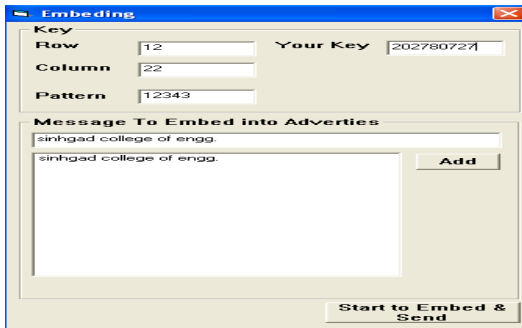 Embeding
Key
Row 12 Your Key 202780727
Column 22
Pattern 12343
Message To Embed into Adverties
sinhgad college of engg.
sinhgad college of engg.
Add
Start to Embed &
Send